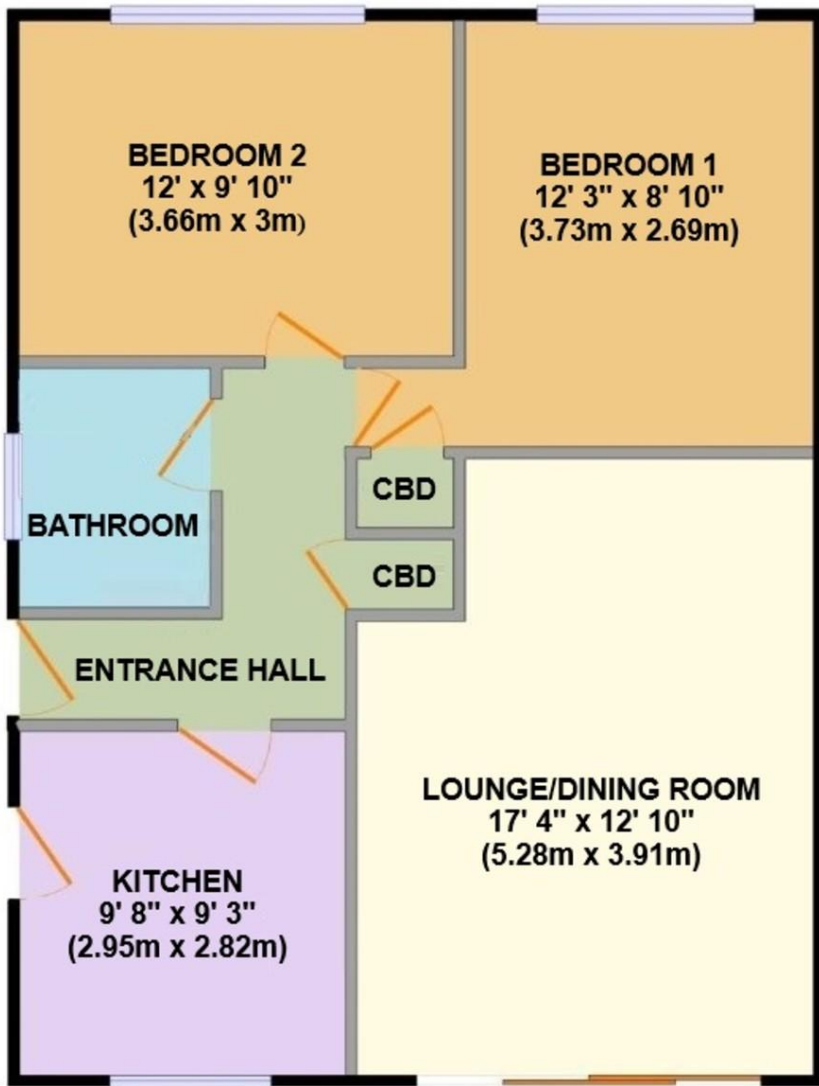 BEDROOM 2
12' x 9' 10"
(3.66m x 3m)
BEDROOM 1
12' 3" x 8' 10"
(3.73m x 2.69m)
CBD
BATHROOM
CBD
ENTRANCE HALL
LOUNGE/DINING ROOM
17' 4" x 12' 10"
(5.28m x 3.91m)
KITCHEN
9' 8" x 9' 3"
(2.95m x 2.82m)